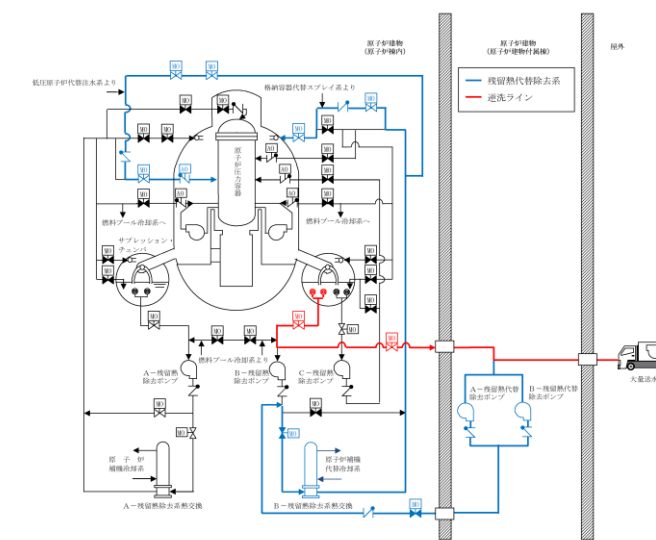 原子炉建物
(原子炉棟内)
原子炉建物
(原子炉建物付属棟)
屋外
残留熱代替除去系
逆洗ライン
低圧原子炉代替注水系より
格納容器代替スプレイ系より
原子炉圧力容器
燃料プール冷却系へ
燃料プール冷却系へ
サプレッション・
チェンバ
燃料プール冷却系より
A-残留熱
除去ポンプ
B-残留熱
除去ポンプ
C-残留熱
除去ポンプ
A-残留熱代替
除去ポンプ
B-残留熱代替
除去ポンプ
大量送水
原子炉
補機冷却系
原子炉補機
代替冷却系
A-残留熱除去系熱交換
B-残留熱除去系熱交換